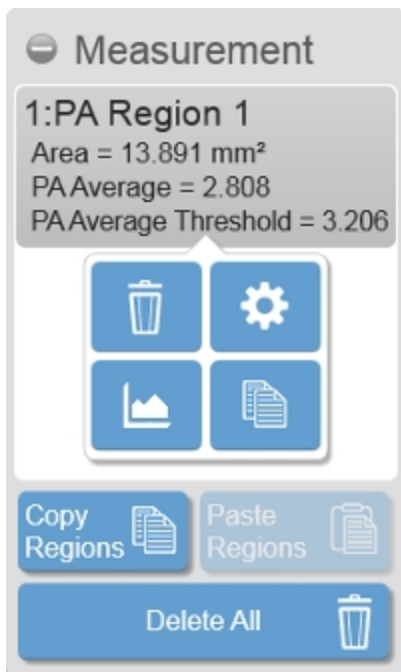 Measurement
1:PA Region 1
Area = 13.891 mm²
PA Average = 2.808
PA Average Threshold = 3.206
Copy
Regions
Paste
Regions
Delete All